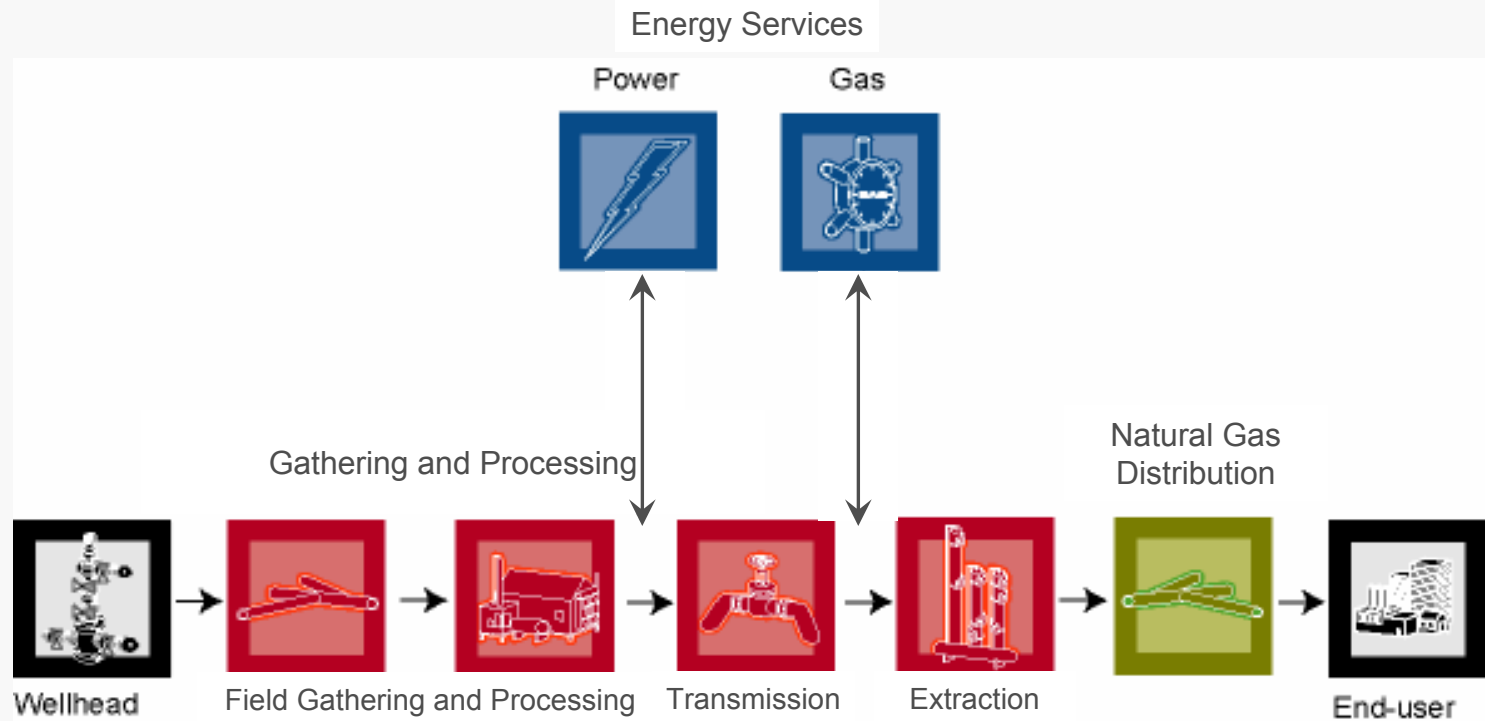 Energy Services
Power
Gas
Gathering and Processing
Natural Gas
Distribution
Wellhead
Field Gathering and Processing
Transmission
Extraction
End-user